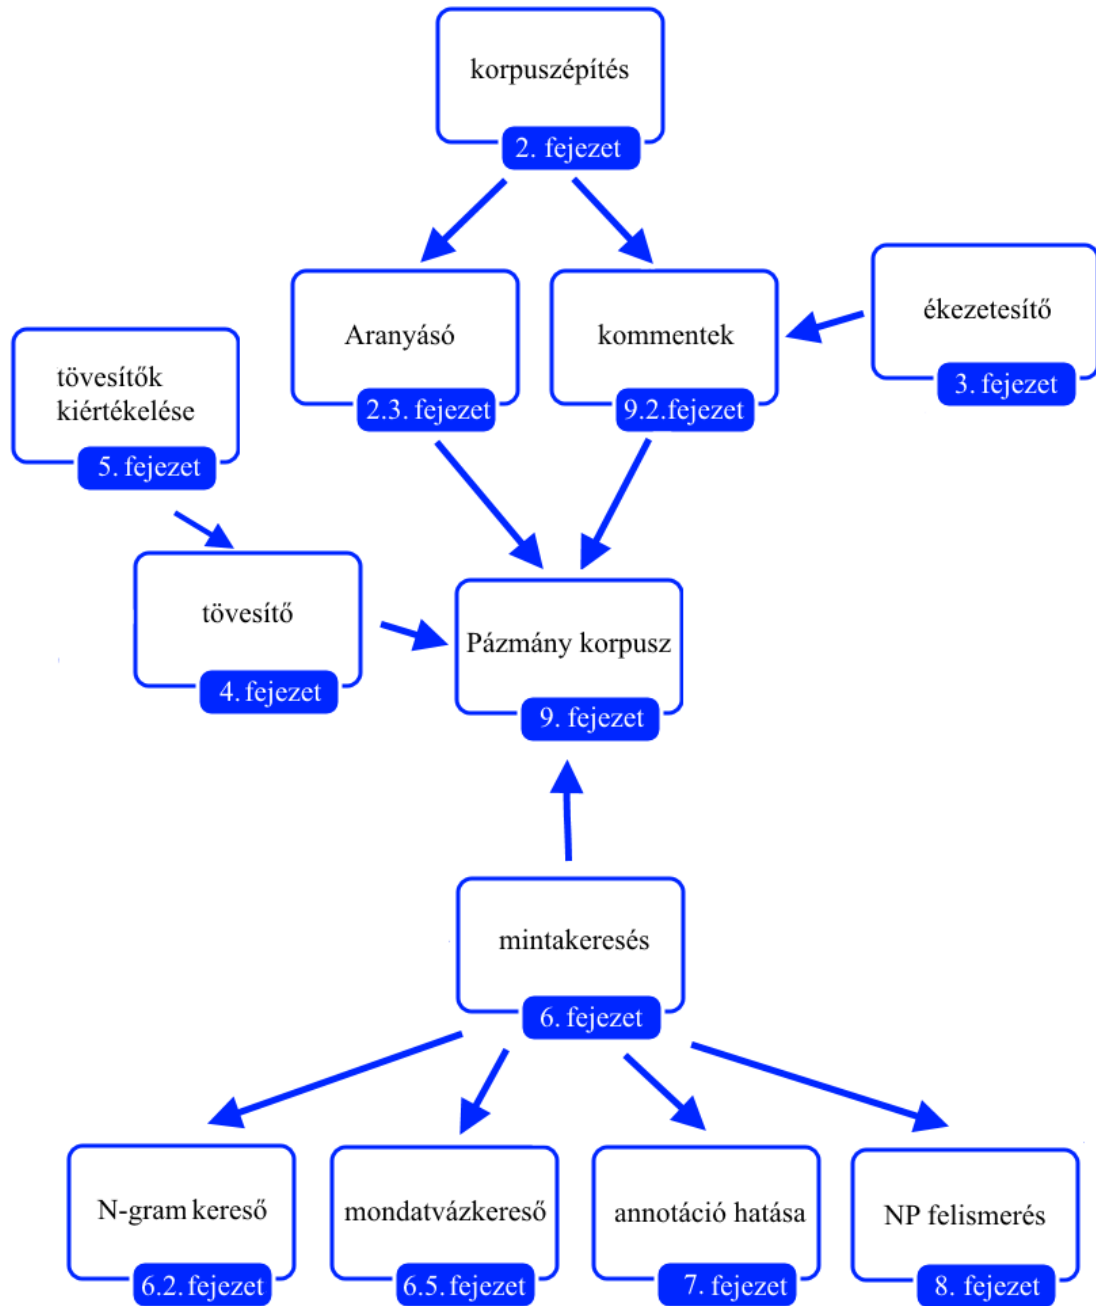 korpuszépítés
2. fejezet
Aranyásó
2.3. fejezet
kommentek
9.2.fejezet
ékezetesítő
3. fejezet
tövesítők
kiértékelése
5. fejezet
tövesítő
4. fejezet
Pázmány korpusz
9. fejezet
mintakeresés
6. fejezet
N-gram kereső
6.2. fejezet
mondatvázkereső
6.5. fejezet
annotáció hatása
7. fejezet
NP felismerés
8. fejezet